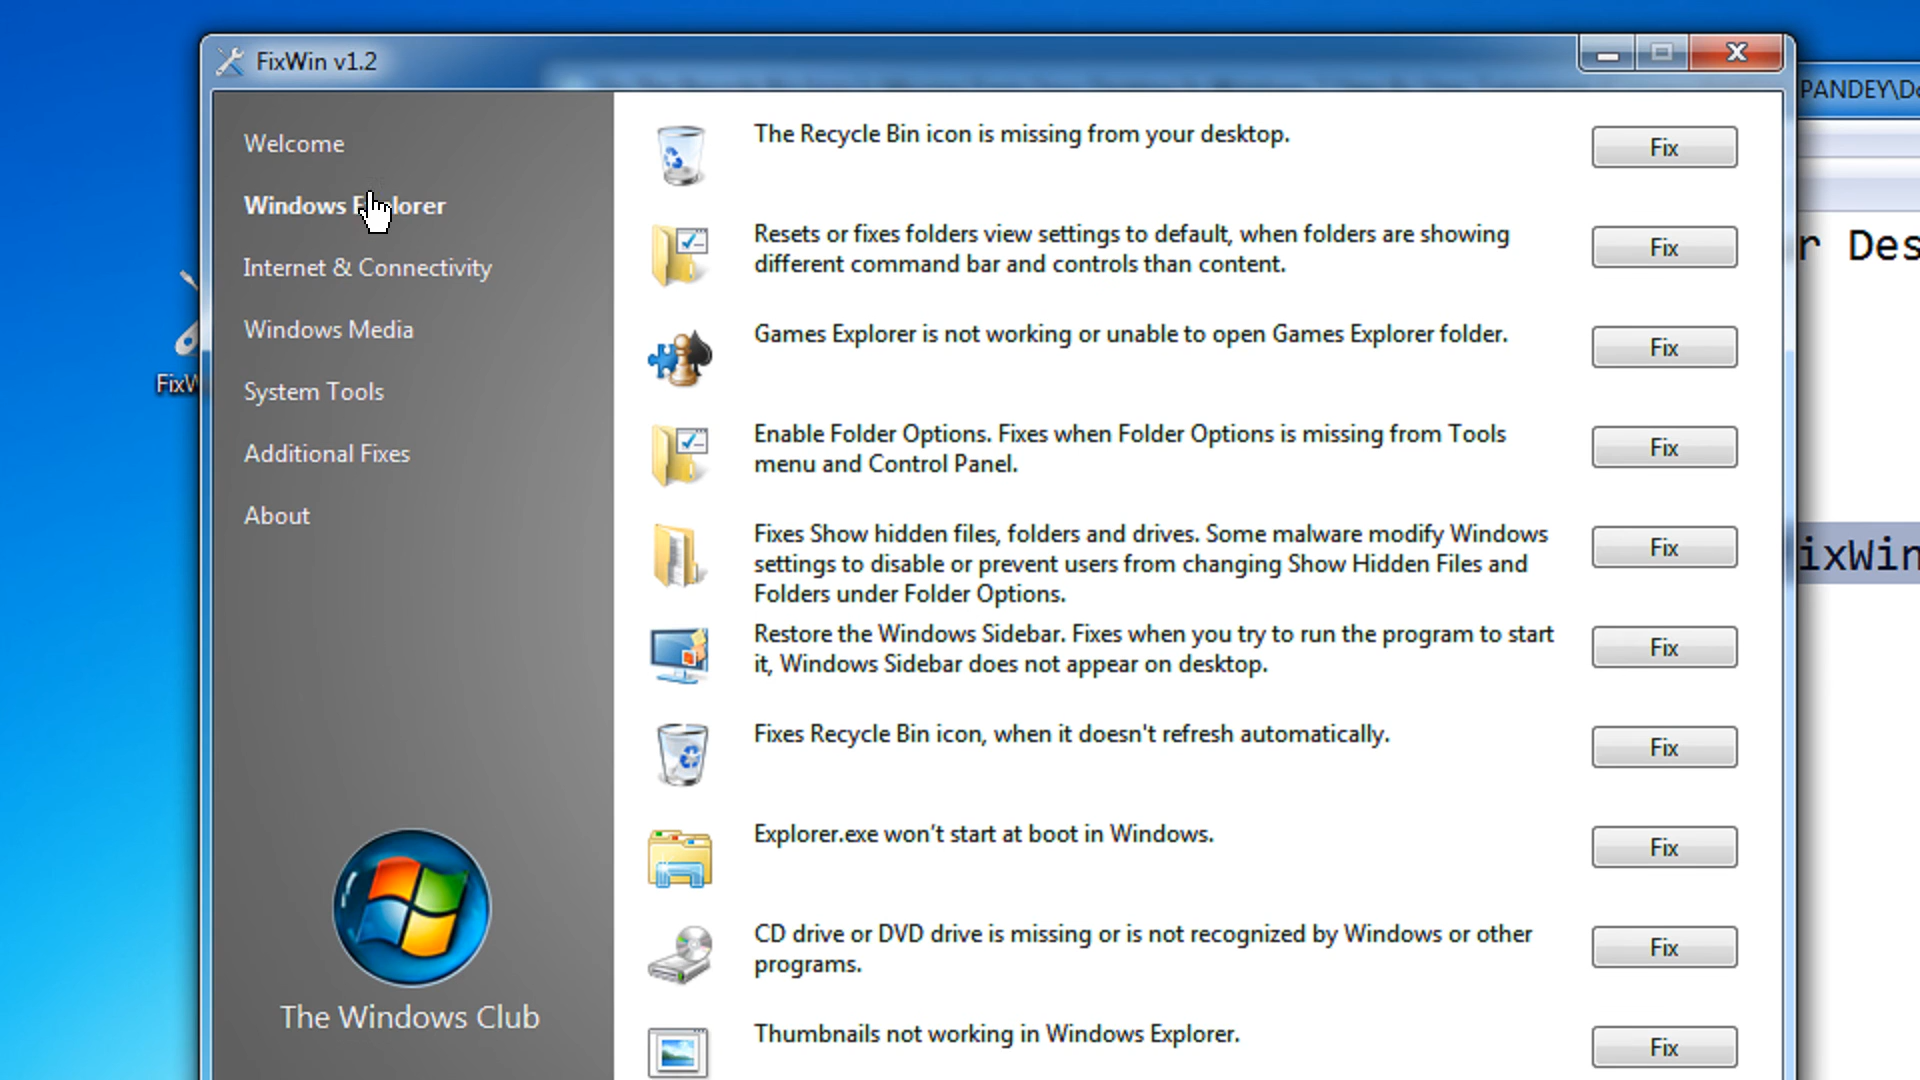 FixWin v1.2
PANDEY\Do
Welcome
Windows Explorer
Internet & Connectivity
Windows Media
System Tools
Additional Fixes
About
The Windows Club
The Recycle Bin icon is missing from your desktop.
Fix
Resets or fixes folders view settings to default, when folders are showing
different command bar and controls than content.
Fix
Games Explorer is not working or unable to open Games Explorer folder.
Fix
Enable Folder Options. Fixes when Folder Options is missing from Tools
menu and Control Panel.
Fix
Fixes Show hidden files, folders and drives. Some malware modify Windows
settings to disable or prevent users from changing Show Hidden Files and
Folders under Folder Options.
Fix
Restore the Windows Sidebar. Fixes when you try to run the program to start
it, Windows Sidebar does not appear on desktop.
Fix
Fixes Recycle Bin icon, when it doesn't refresh automatically.
Fix
Explorer.exe won’t start at boot in Windows.
Fix
CD drive or DVD drive is missing or is not recognized by Windows or other
programs.
Fix
Thumbnails not working in Windows Explorer.
Fix
FixW
r Des
ixWin